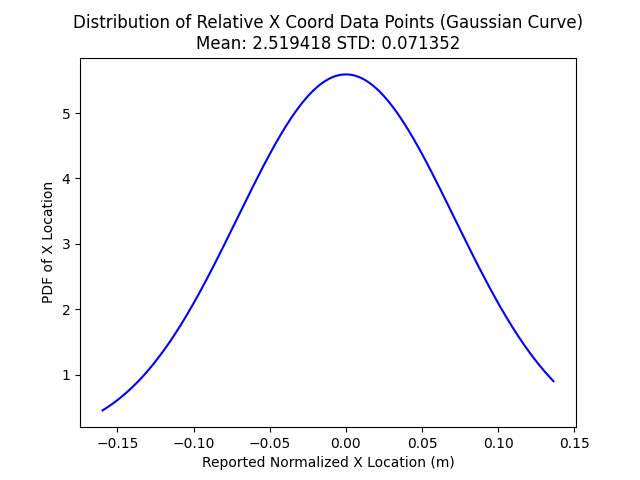 Distribution of Relative X Coord Data Points (Gaussian Curve)
Mean: 2.519418 STD: 0.071352
5
4
3
2
1
PDF of X Location
−0.15 −0.10 −0.05 0.00 0.05 0.10 0.15
Reported Normalized X Location (m)